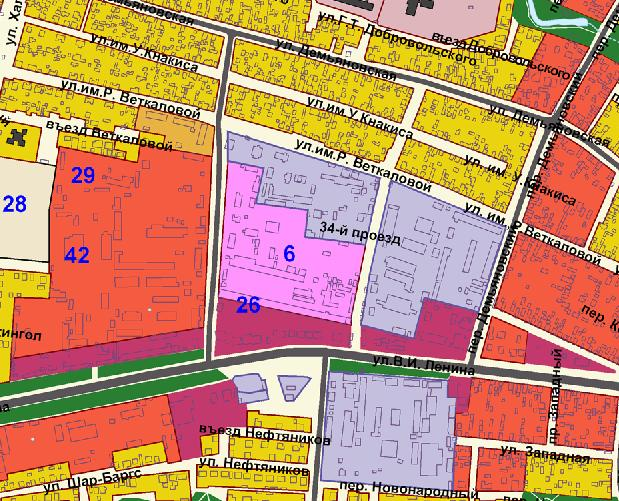 Демьяновская
ул.Г.Т. Добровольского
въезд Добровольского
ул. Демьяновская
ул.им.У.Кнакиса
ул.им.Р. Веткаловой
въезд Веткаловой
ул.им.У.Кнакиса
ул. Демьяновская
ул.им.Р. Веткаловой
ул. им. У.Кнакиса
ул. им. Р. Веткаловой
29
28
42
6
26
34-й проезд
пер. Демьяновский
ул.В.И. Ленина
пр. Западный
ул. Западная
въезд Нефтяников
ул. Нефтяников
ул. Шар-Баргс
пер. Новонародный